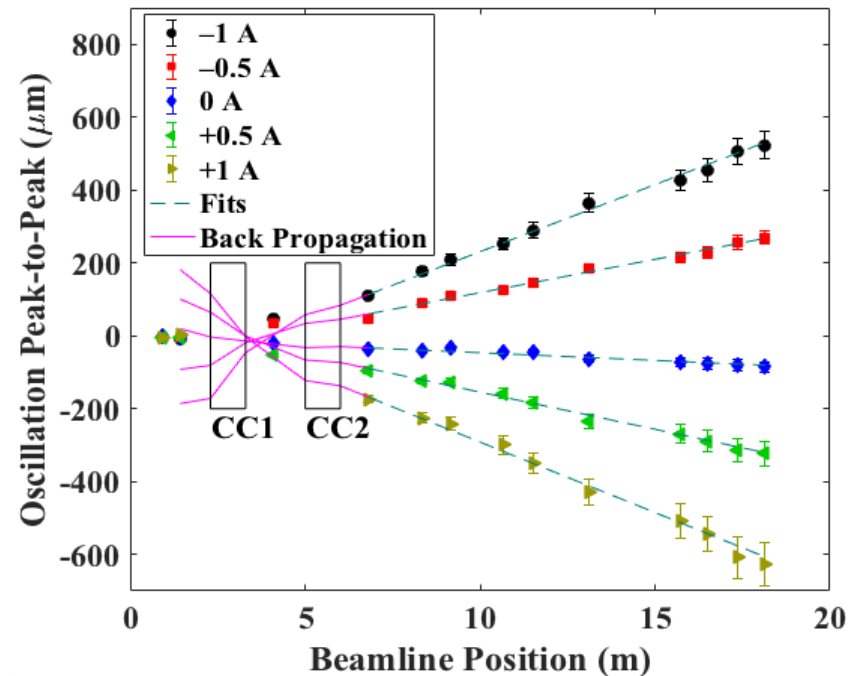 800
600
400
200
0
-200
-400
-600
Oscillation Peak-to-Peak (μm)
–1 A
–0.5 A
0 A
+0.5 A
+1 A
Fits
Back Propagation
CC1
CC2
0
5
10
15
20
Beamline Position (m)